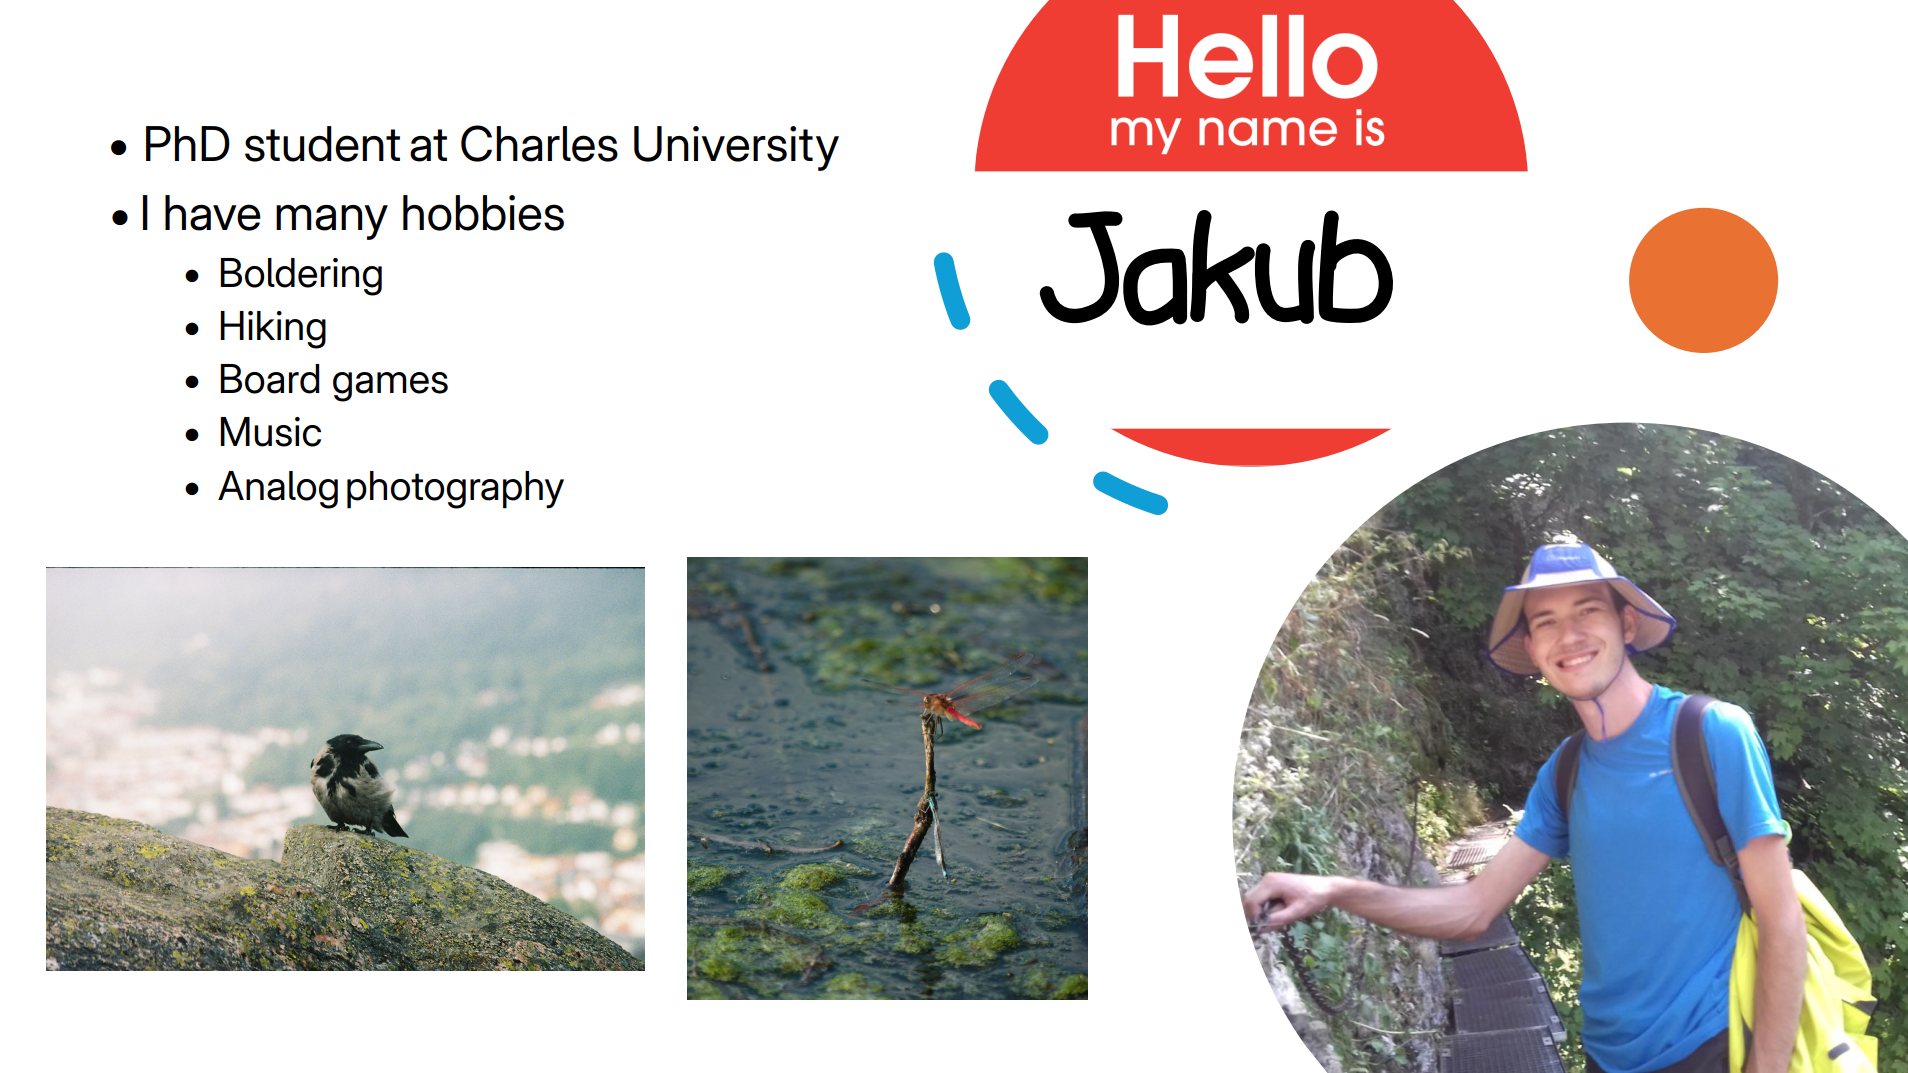 Hello
my name is
Jakub
• PhD student at Charles University
• I have many hobbies
• Boldering
• Hiking
• Board games
• Music
• Analog photography